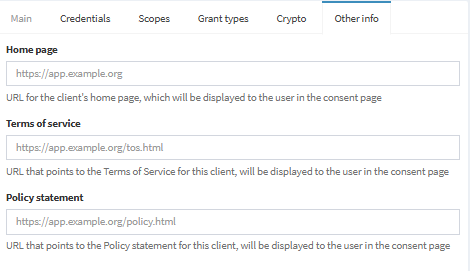 Main Credentials Scopes Grant types Crypto Other info
Home page
https://app.example.org
URL for the client's home page, which will be displayed to the user in the consent page
Terms of service
https://app.example.org/tos.html
URL that points to the Terms of Service for this client, will be displayed to the user in the consent page
Policy statement
https://app.example.org/policy.html
URL that points to the Policy statement for this client, will be displayed to the user in the consent page